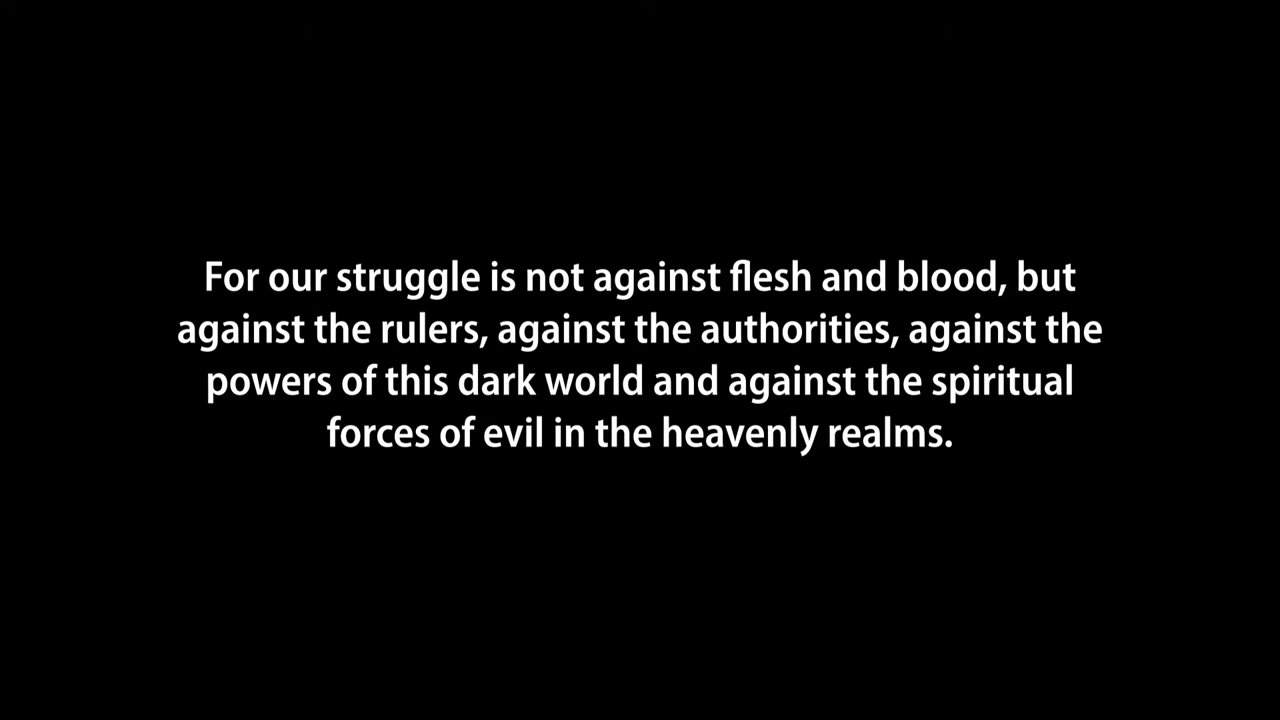 For our struggle is not against flesh and blood, but
against the rulers, against the authorities, against the
powers of this dark world and against the spiritual
forces of evil in the heavenly realms.